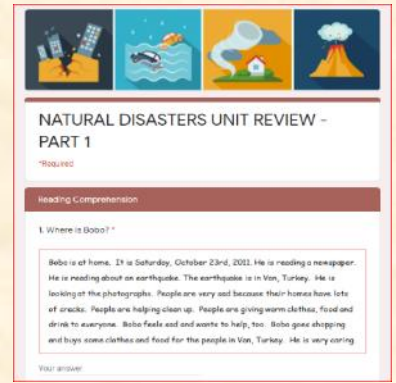 NATURAL DISASTERS UNIT REVIEW -
PART 1
*Required
Reading Comprehension
1. Where is Bobo? *
Bobo is at home. It is Saturday, October 23rd, 2011. He is reading a newspaper.
He is reading about an earthquake. The earthquake is in Van, Turkey. He is
looking at the photographs. People are very sad because their homes have lots
of cracks. People are helping clean up. People are giving warm clothes, food and
drink to everyone. Bobo feels sad and wants to help, too. Bobo goes shopping
and buys some clothes and food for the people in Van, Turkey. He is very caring.
Your answer